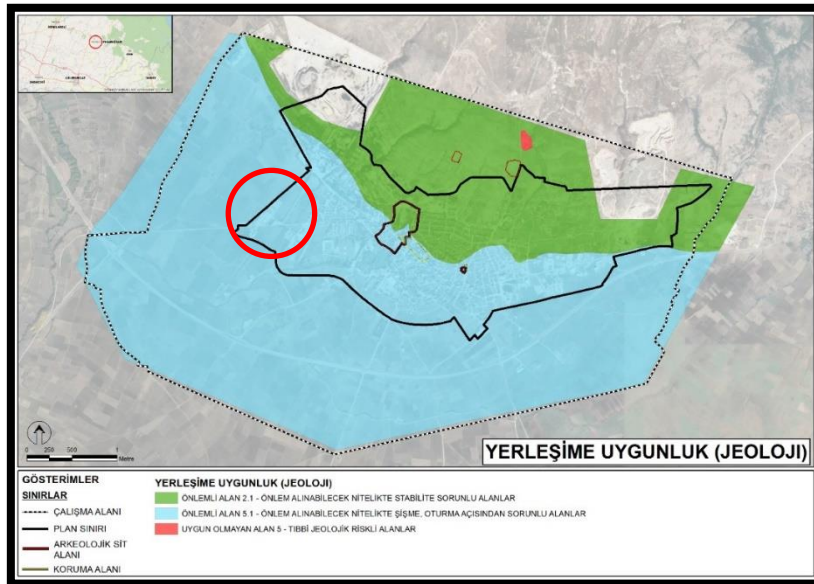 YERLEŞİME UYGUNLUK (JEOLOJİ)
0 250 500 1
Metre
GÖSTERİMLER
SINIRLAR
ÇALIŞMA ALANI
PLAN SINIRI
ARKEOLOJİK SİT
ALANI
KORUMA ALANI
YERLEŞİME UYGUNLUK (JEOLOJİ)
ÖNLEMLİ ALAN 2.1 - ÖNLEM ALINABİLECEK NİTELİKTE STABİLİTE SORUNLU ALANLAR
ÖNLEMLİ ALAN 5.1 - ÖNLEM ALINABİLECEK NİTELİKTE ŞİŞME, OTURMA AÇISINDAN SORUNLU ALANLAR
UYGUN OLMAYAN ALAN 5 - TIBBİ JEOLOJİK RİSKLİ ALANLAR